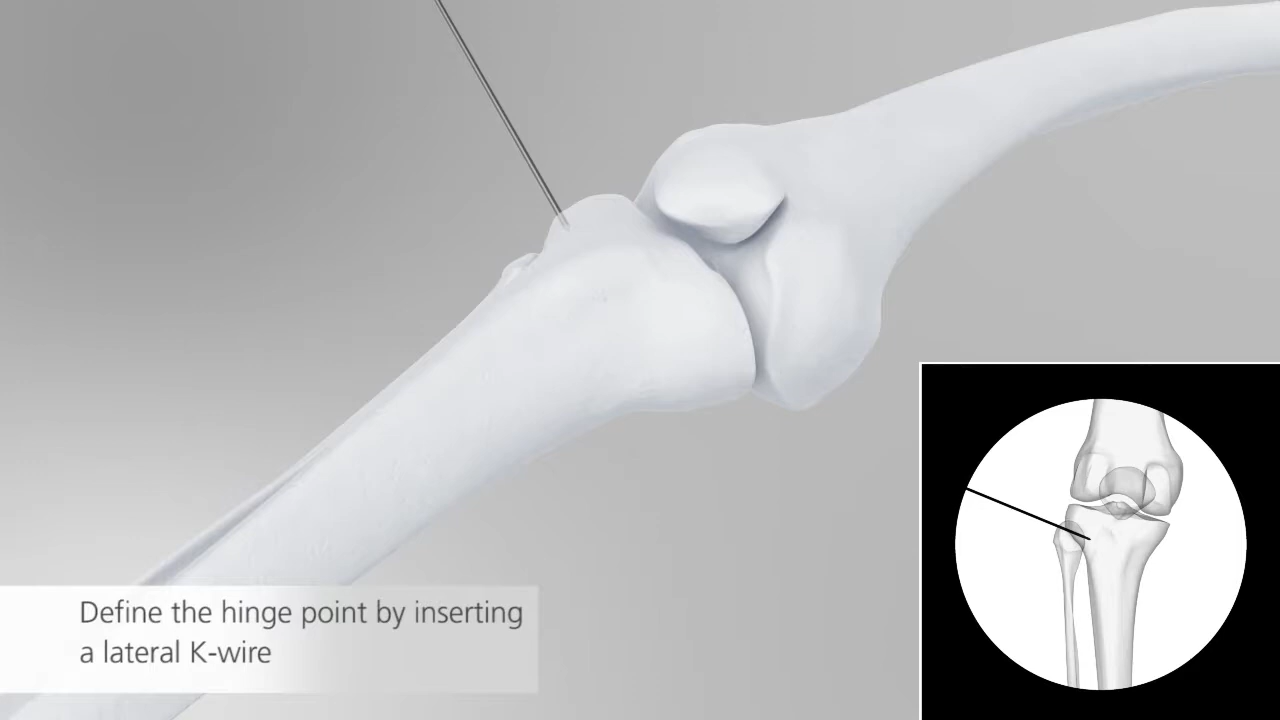 Define the hinge point by inserting
a lateral K-wire